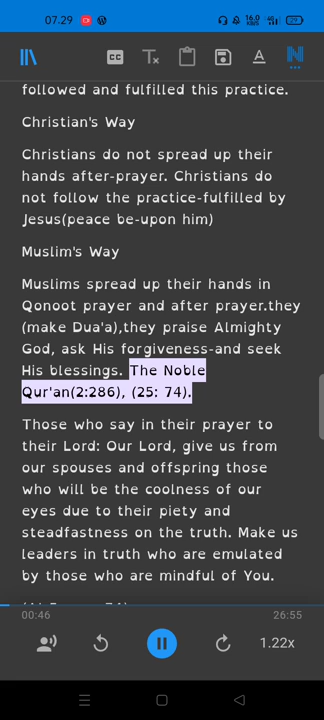 07.29
16.0 KB/S 4G 29
CC
followed and fulfilled this practice.
Christian's Way
Christians do not spread up their
hands after-prayer. Christians do
not follow the practice-fulfilled by
Jesus(peace be-upon him)
Muslim's Way
Muslims spread up their hands in
Qonoot prayer and after prayer.they
(make Dua'a),they praise Almighty
God, ask His forgiveness-and seek
His blessings. The Noble
Qur'an(2:286), (25: 74).
Those who say in their prayer to
their Lord: Our Lord, give us from
our spouses and offspring those
who will be the coolness of our
eyes due to their piety and
steadfastness on the truth. Make us
leaders in truth who are emulated
by those who are mindful of You.
00:46 26:55
1.22x